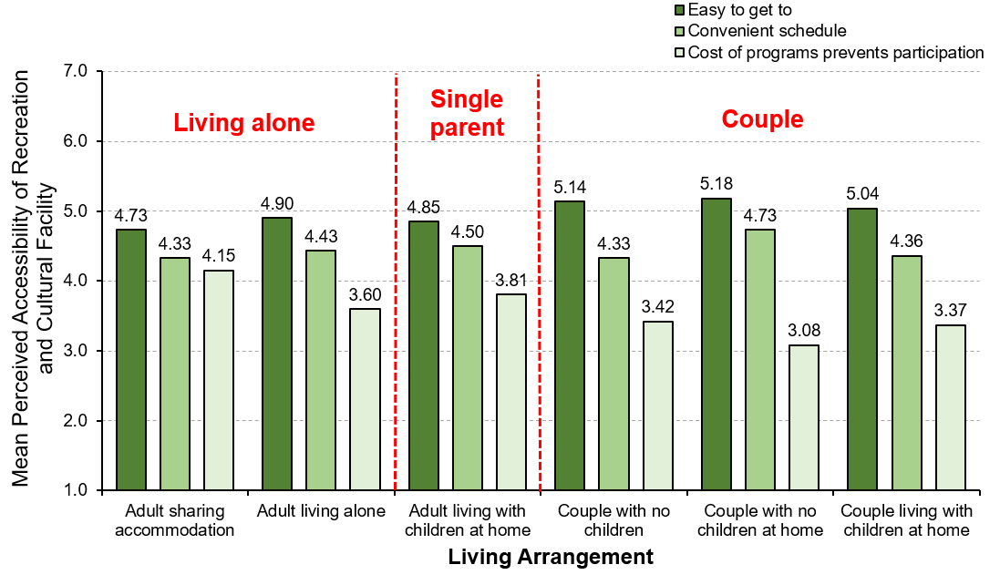 Easy to get to
Convenient schedule
Cost of programs prevents participation
Mean Perceived Accessibility of Recreation
and Cultural Facility
7.0
6.0
5.0
4.0
3.0
2.0
1.0
Living alone
Single
parent
Couple
4.73
4.33
4.15
4.90
4.43
3.60
4.85
4.50
3.81
5.14
4.33
3.42
5.18
4.73
3.08
5.04
4.36
3.37
Adult sharing
accommodation
Adult living alone
Adult living with
children at home
Couple with no
children
Couple with no
children at home
Couple living with
children at home
Living Arrangement